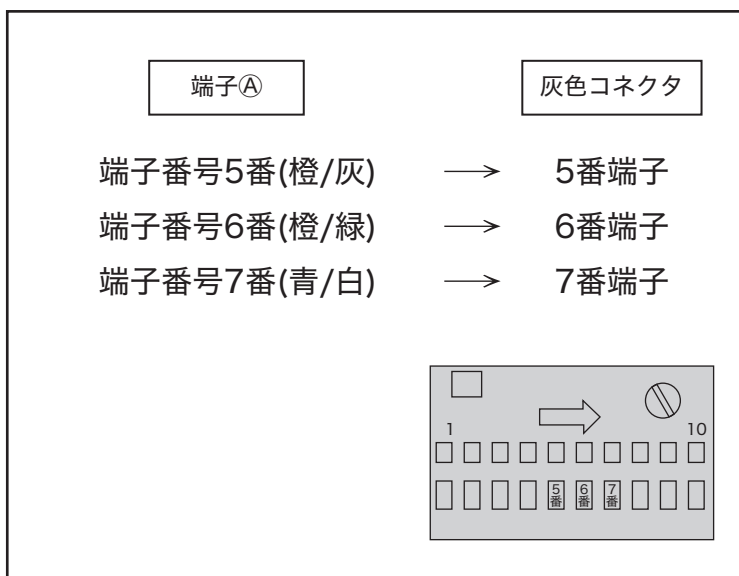 端子Ⓐ 灰色コネクタ
端子番号5番(橙/灰) → 5番端子
端子番号6番(橙/緑) → 6番端子
端子番号7番(青/白) → 7番端子
1 10
5番 6番 7番